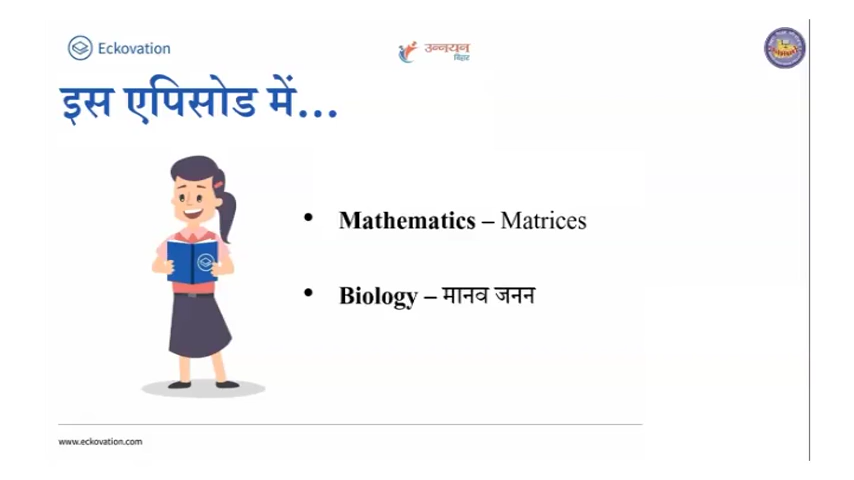 Eckovation
उन्नयन
बिहार
इस एपिसोड में...
• Mathematics – Matrices
• Biology – मानव जनन
www.eckovation.com